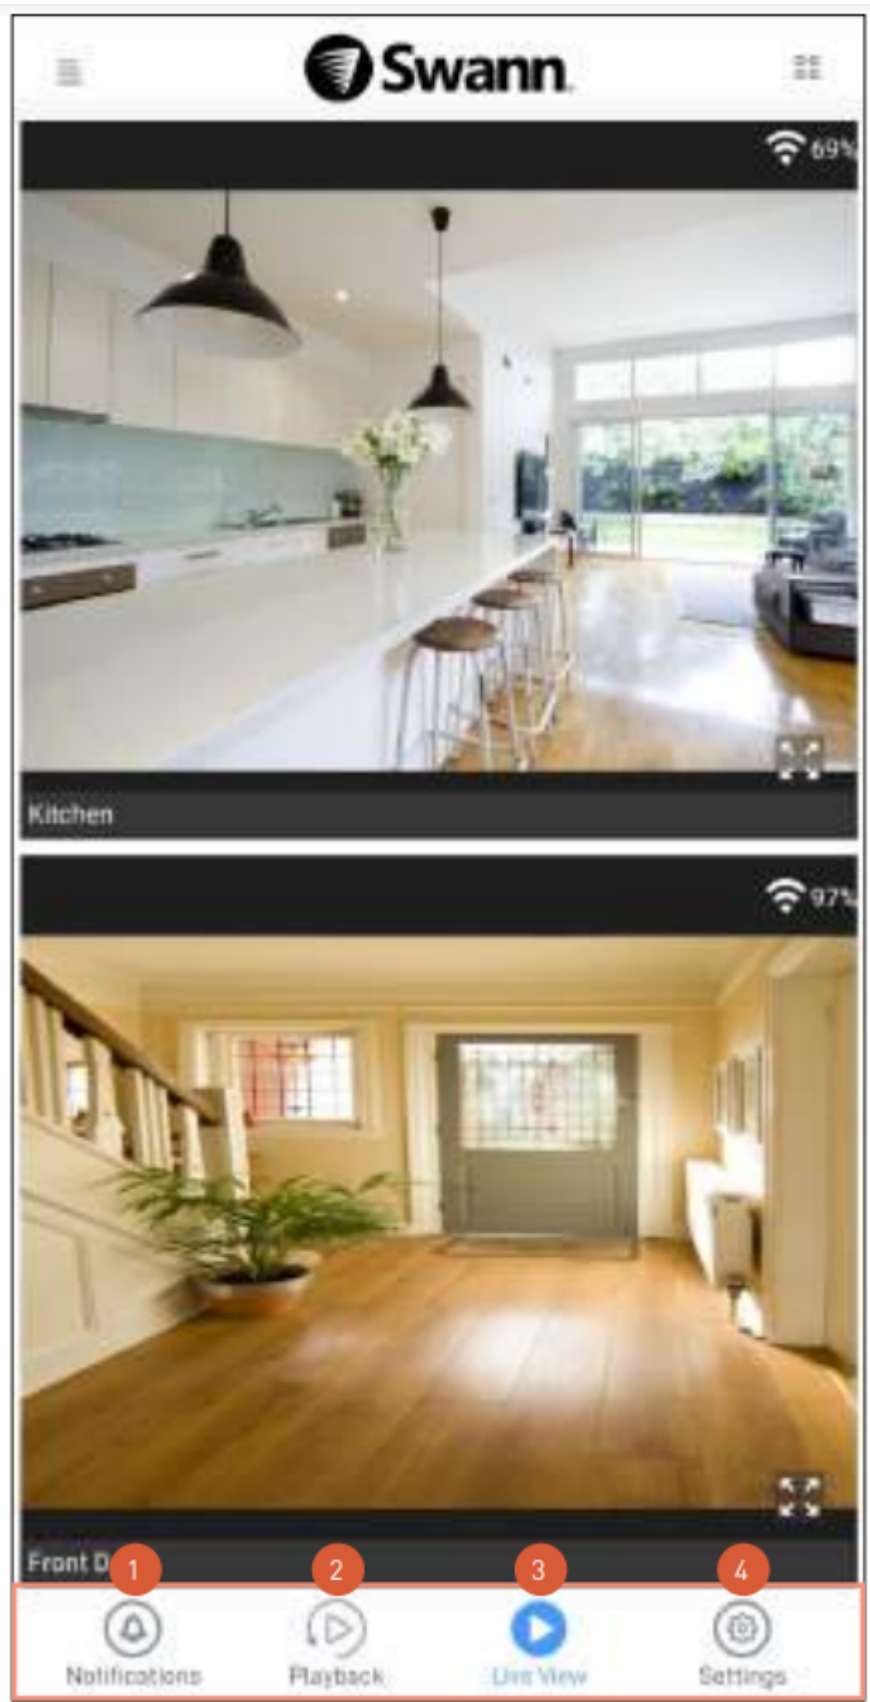 Swann
69%
Kitchen
97%
Front D
1
2
3
4
Notifications
Playback
Live View
Settings